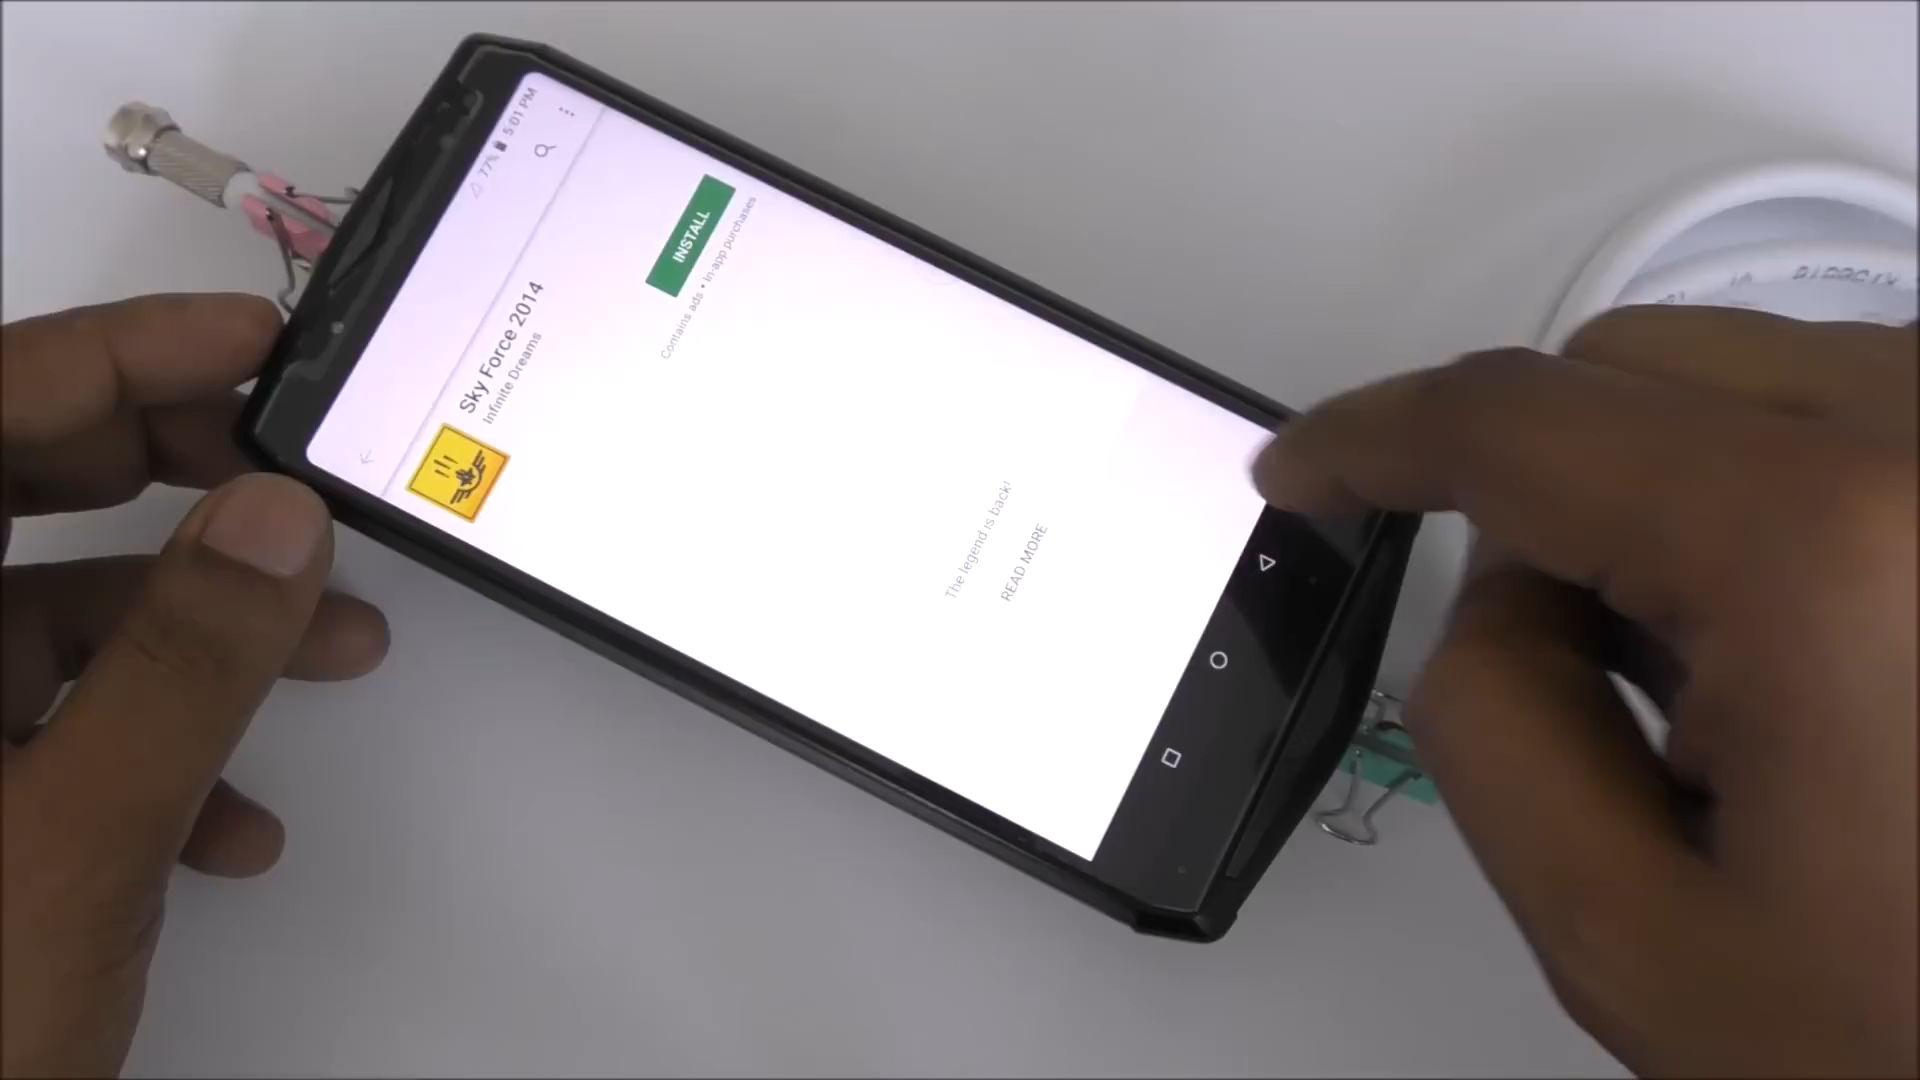 77% 5:01 PM
Sky Force 2014
Infinite Dreams
INSTALL
Contains ads • In-app purchases
The legend is back!
READ MORE